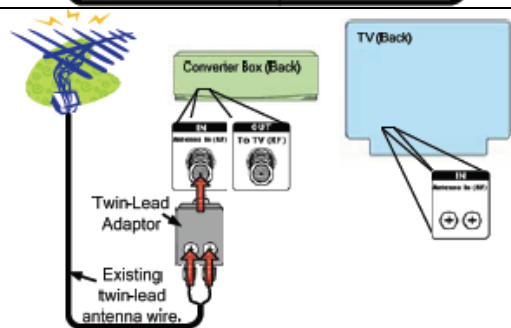 Converter Box (Back)
TV (Back)
IN
Antenna In (RF)
OUT
To TV (RF)
IN
Antenna In (RF)
Twin-Lead
Adaptor
Existing
twin-lead
antenna wire.